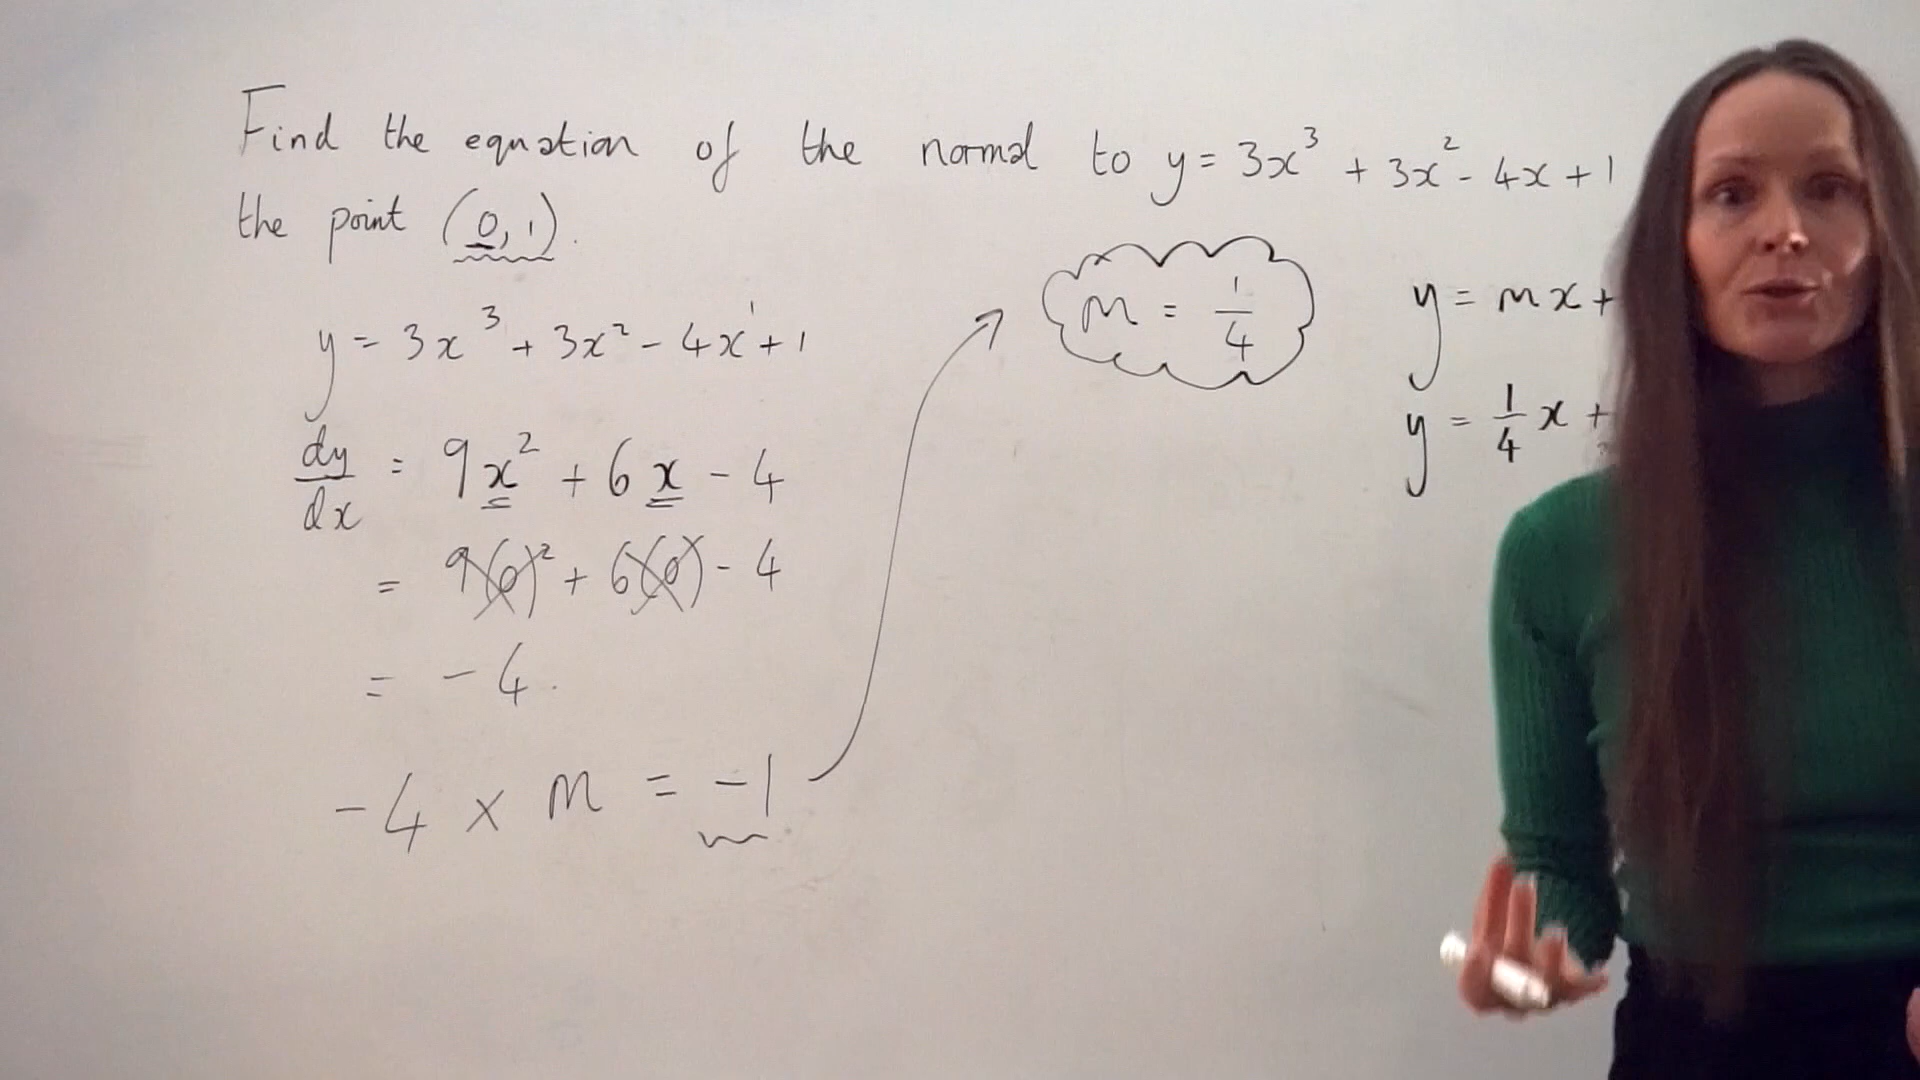 Find the equation of the normal to y = 3x³ + 3x² - 4x + 1
the point (0, 1).
y = 3x³ + 3x² - 4x¹ + 1
dy/dx = 9x² + 6x - 4
= 9(0)² + 6(0) - 4
= -4.
-4 × m = -1
m = 1/4
y = mx +
y = 1/4 x +